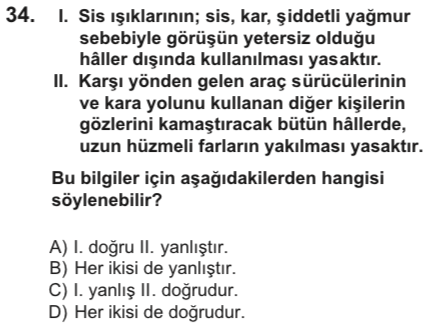 34. I. Sis ışıklarının; sis, kar, şiddetli yağmur
sebebiyle görüşün yetersiz olduğu
hâller dışında kullanılması yasaktır.
II. Karşı yönden gelen araç sürücülerinin
ve kara yolunu kullanan diğer kişilerin
gözlerini kamaştıracak bütün hâllerde,
uzun hüzmeli farların yakılması yasaktır.
Bu bilgiler için aşağıdakilerden hangisi
söylenebilir?
A) I. doğru II. yanlıştır.
B) Her ikisi de yanlıştır.
C) I. yanlış II. doğrudur.
D) Her ikisi de doğrudur.